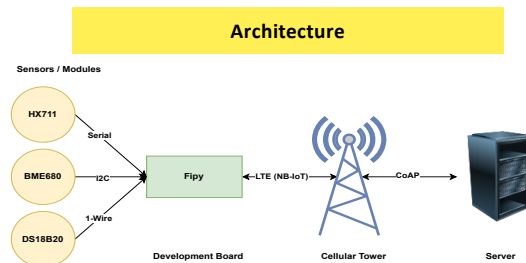 Architecture
Sensors / Modules
HX711
Serial
BME680
I2C
Fipy
LTE (NB-IoT)
CoAP
1-Wire
DS18B20
Development Board
Cellular Tower
Server